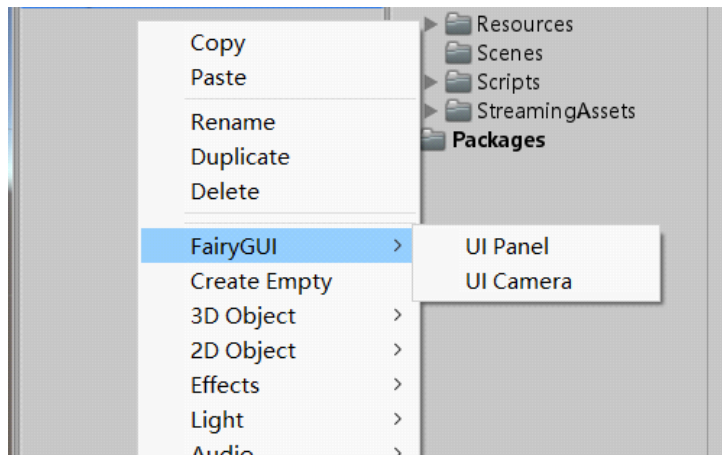 Copy
Paste
Rename
Duplicate
Delete
FairyGUI
Create Empty
3D Object
2D Object
Effects
Light
Audio
UI Panel
UI Camera
Resources
Scenes
Scripts
StreamingAssets
Packages